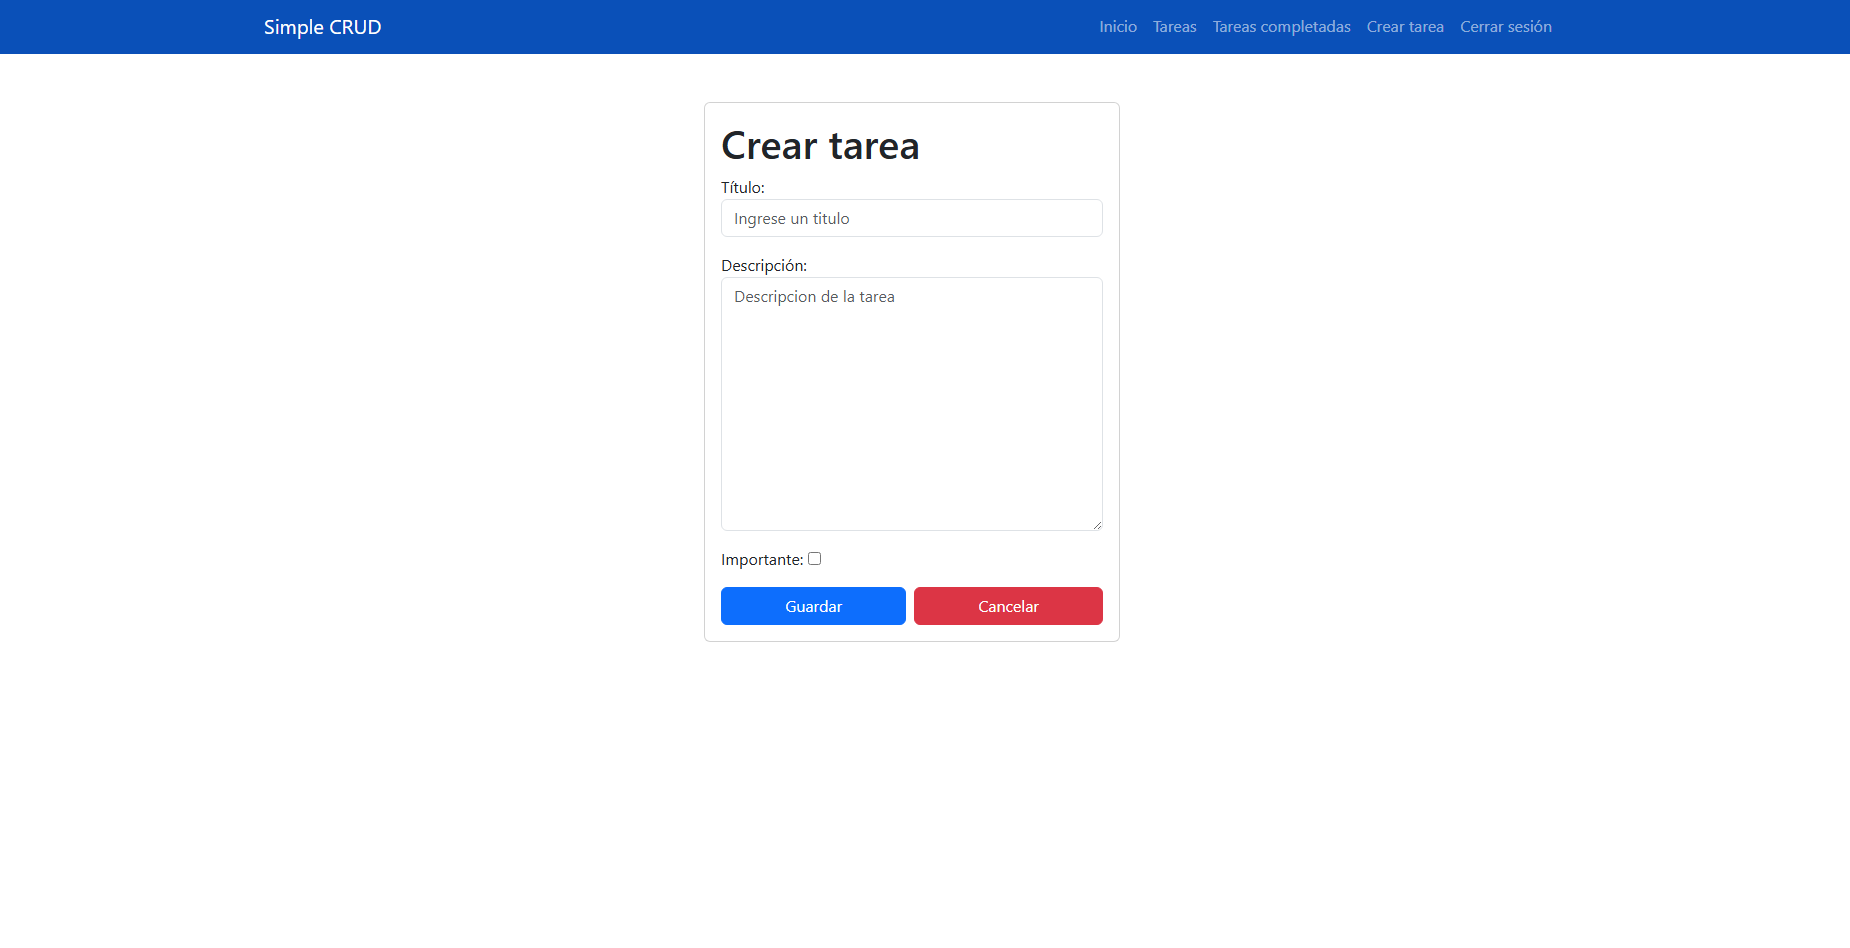 Simple CRUD Inicio Tareas Tareas completadas Crear tarea Cerrar sesión
Crear tarea
Título:
Ingrese un titulo
Descripción:
Descripcion de la tarea
Importante:
Guardar Cancelar